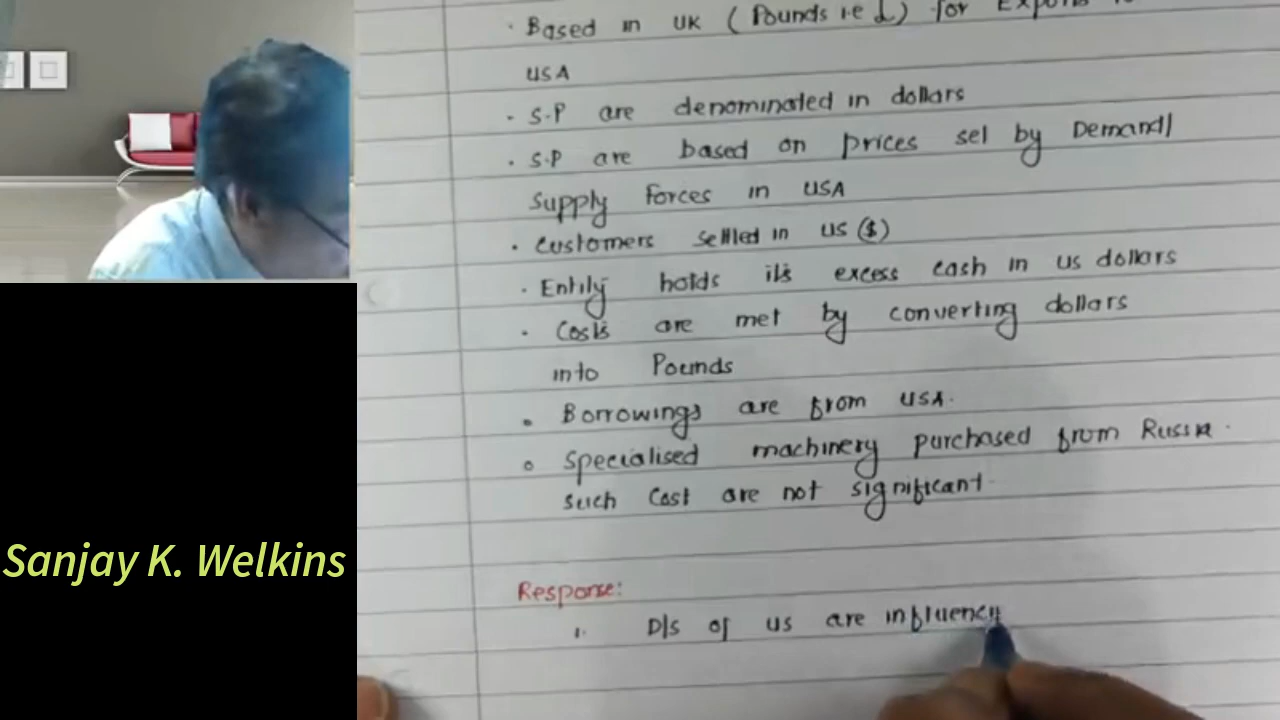 · Based in UK (Pounds i.e £) for Exports to
USA
· S.P are denominated in dollars
· S.P are based on prices set by Demand/
supply forces in USA
· customers settled in US ($)
· Entity holds its excess cash in us dollars
· Costs are met by converting dollars
into Pounds
• Borrowings are from USA.
• Specialised machinery purchased from Russia.
such Cost are not significant.
Response:
1. D/s of us are influencin
Sanjay K. Welkins